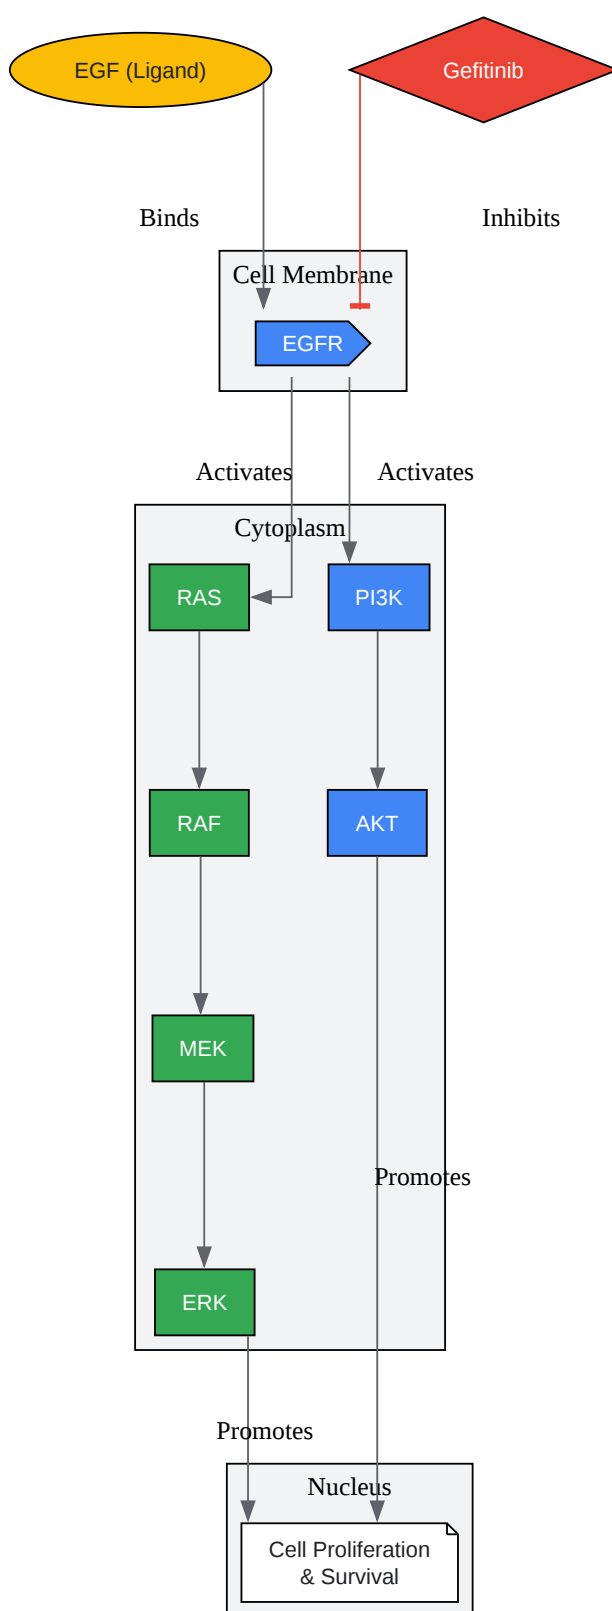 EGF (Ligand)
Gefitinib
Binds
Inhibits
Cell Membrane
EGFR
Activates
Activates
Cytoplasm
RAS
PI3K
RAF
AKT
MEK
Promotes
ERK
Promotes
Nucleus
Cell Proliferation
& Survival